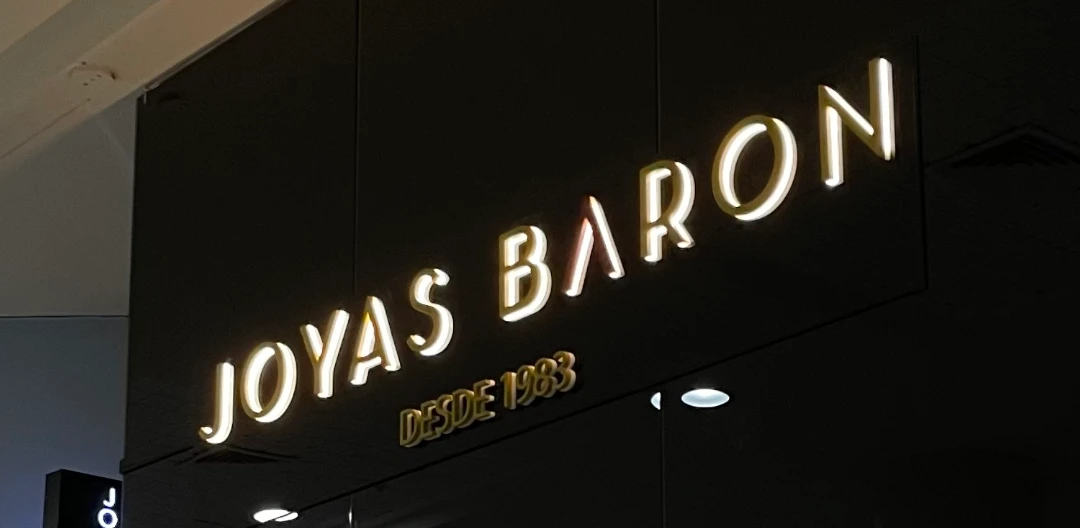 JOYAS BARON
DESDE 1983
J
O